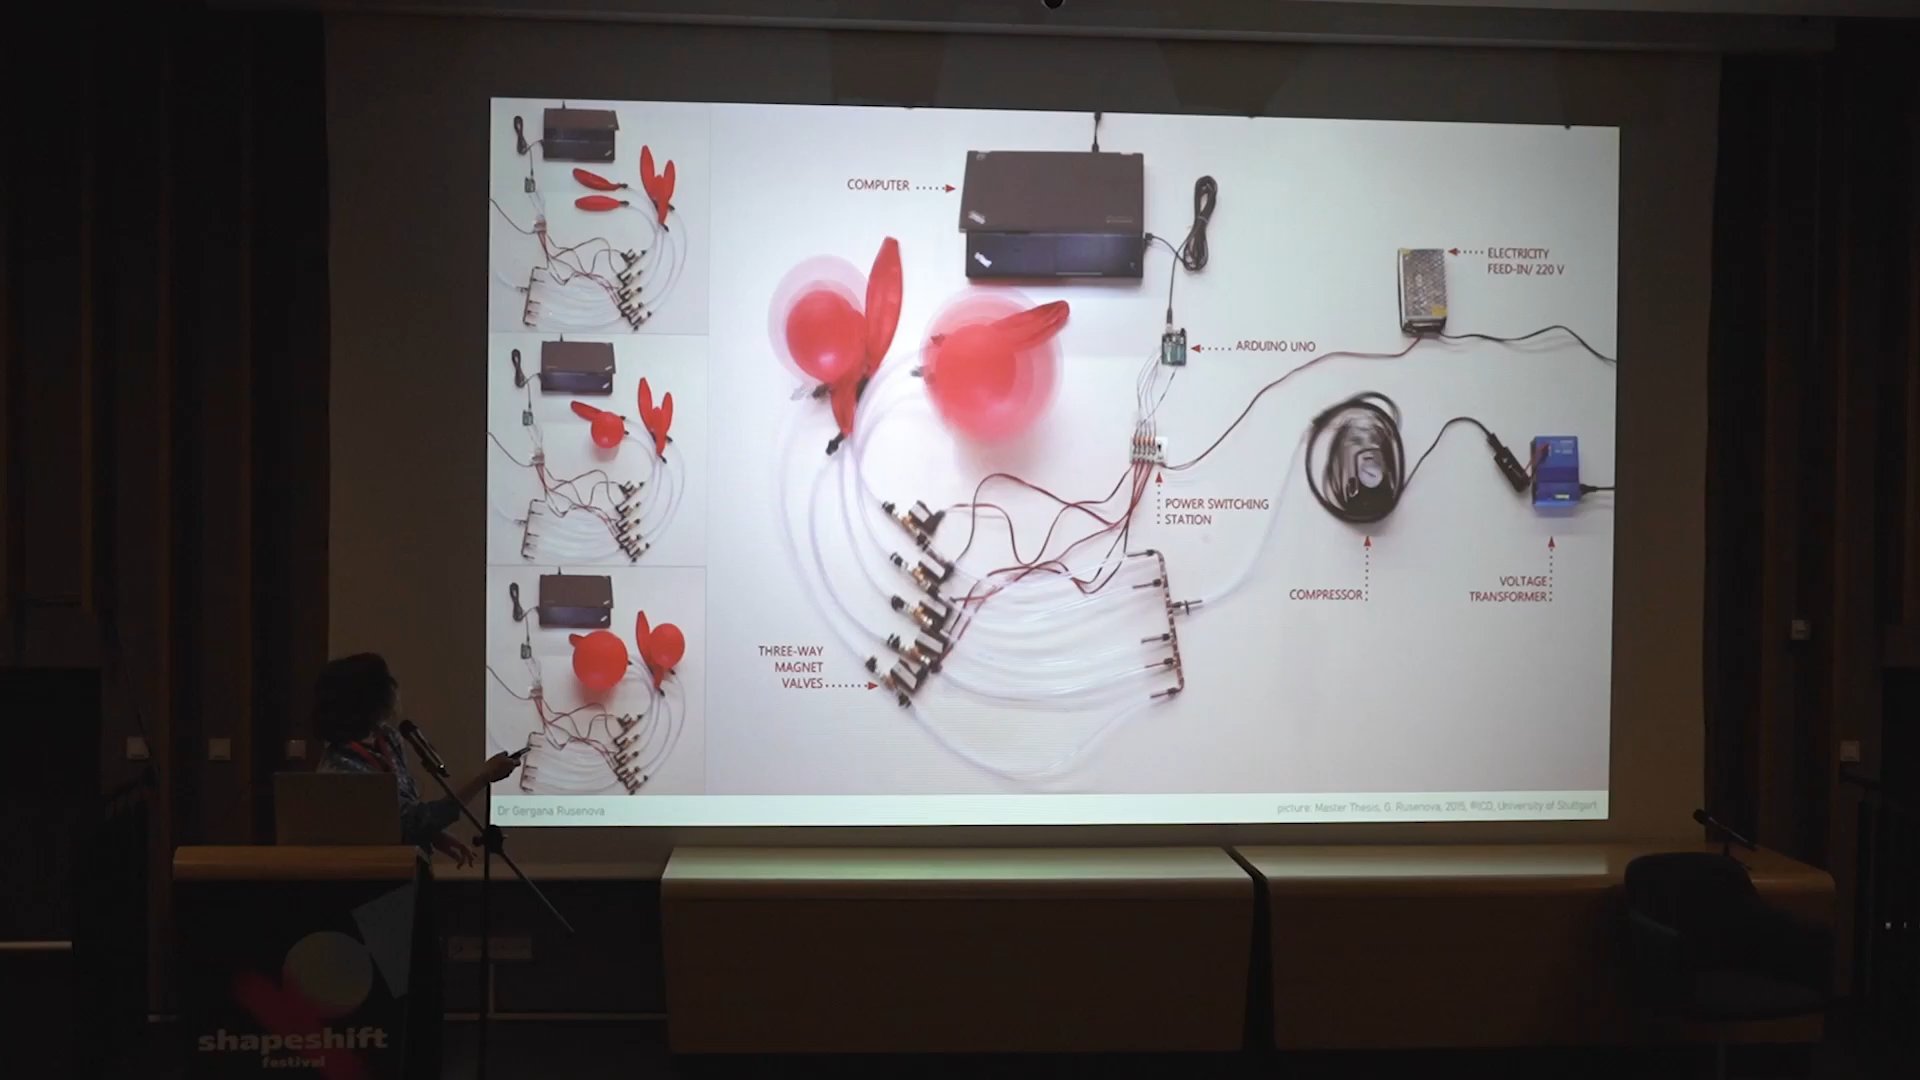 COMPUTER
ELECTRICITY
FEED-IN/ 220 V
ARDUINO UNO
POWER SWITCHING
STATION
COMPRESSOR
VOLTAGE
TRANSFORMER
THREE-WAY
MAGNET
VALVES
Dr Gergana Rusenova
picture: Master Thesis, G. Rusenova, 2015, ©ICD, University of Stuttgart
shapeshift
festival